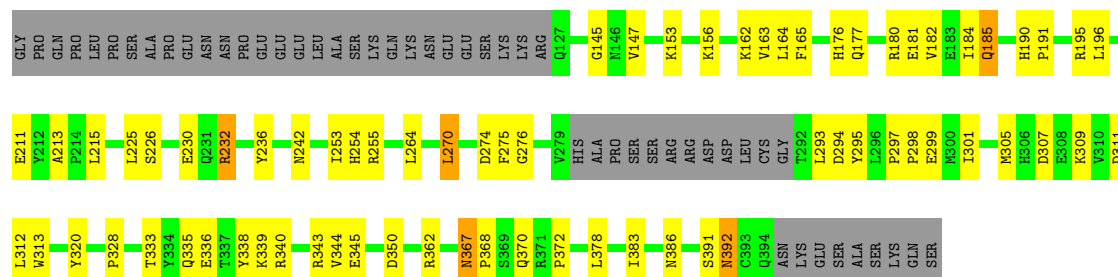 GLY PRO GLN PRO LEU PRO SER ALA PRO GLU ASN ASN PRO GLU GLU GLU LEU ALA SER LYS GLN LYS ASN GLU GLU SER LYS LYS ARG Q127 G145 N146 V147 K153 K156 K162 V163 L164 F165 H176 Q177 R180 E181 V182 E183 I184 Q185 H190 P191 R195 L196
E211 Y212 A213 P214 L215 L225 S226 E230 Q231 R232 Y236 N242 I253 H254 R255 L264 L270 D274 F275 G276 V279 HIS ALA PRO SER SER ARG ARG ASP ASP LEU CYS GLY T292 L293 D294 Y295 L296 P297 P298 E299 M300 I301 M305 H306 D307 E308 K309 V310 D311
L312 W313 Y320 P328 T333 Y334 Q335 E336 T337 Y338 K339 R340 R343 V344 E345 D350 R362 N367 P368 S369 Q370 R371 P372 L378 I383 N386 S391 N392 C393 Q394 ASN LYS GLU SER ALA SER LYS GLN SER